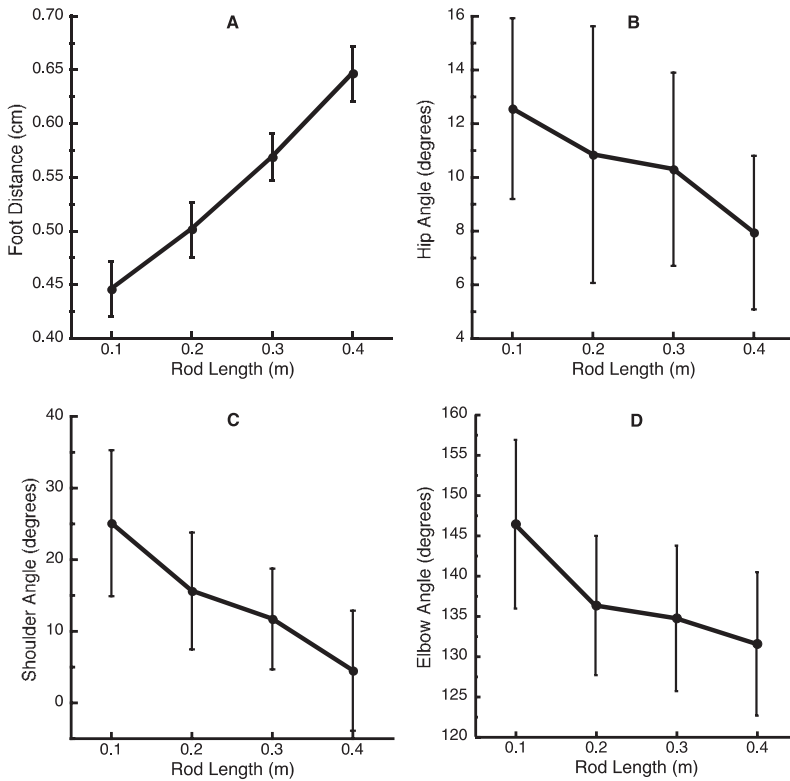 A
Foot Distance (cm)
0.70
0.65
0.60
0.55
0.50
0.45
0.40
0.1 0.2 0.3 0.4
Rod Length (m)
B
Hip Angle (degrees)
16
14
12
10
8
6
4
0.1 0.2 0.3 0.4
Rod Length (m)
C
Shoulder Angle (degrees)
40
30
20
10
0
0.1 0.2 0.3 0.4
Rod Length (m)
D
Elbow Angle (degrees)
160
155
150
145
140
135
130
125
120
0.1 0.2 0.3 0.4
Rod Length (m)